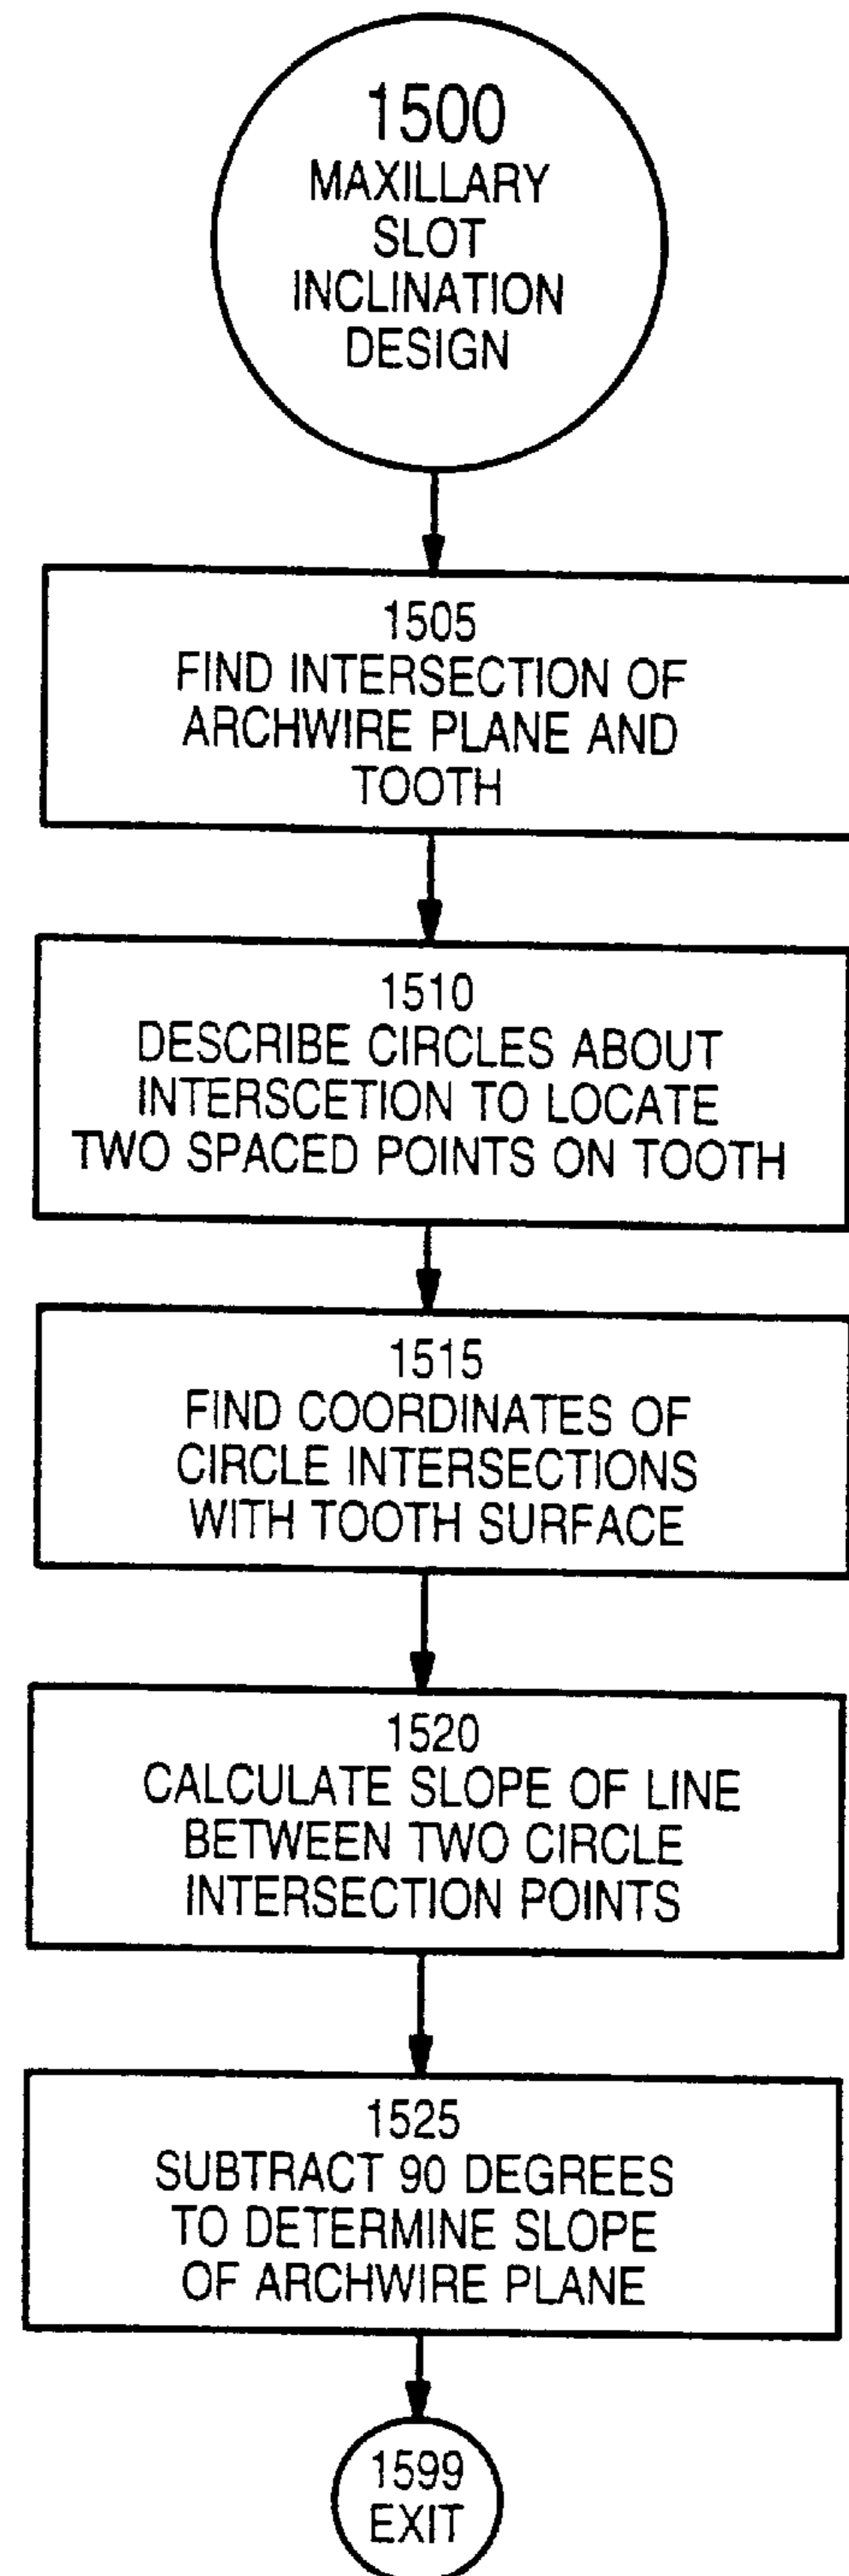 1500
MAXILLARY
SLOT
INCLINATION
DESIGN
1505
FIND INTERSECTION OF
ARCHWIRE PLANE AND
TOOTH
1510
DESCRIBE CIRCLES ABOUT
INTERSCETION TO LOCATE
TWO SPACED POINTS ON TOOTH
1515
FIND COORDINATES OF
CIRCLE INTERSECTIONS
WITH TOOTH SURFACE
1520
CALCULATE SLOPE OF LINE
BETWEEN TWO CIRCLE
INTERSECTION POINTS
1525
SUBTRACT 90 DEGREES
TO DETERMINE SLOPE
OF ARCHWIRE PLANE
1599
EXIT